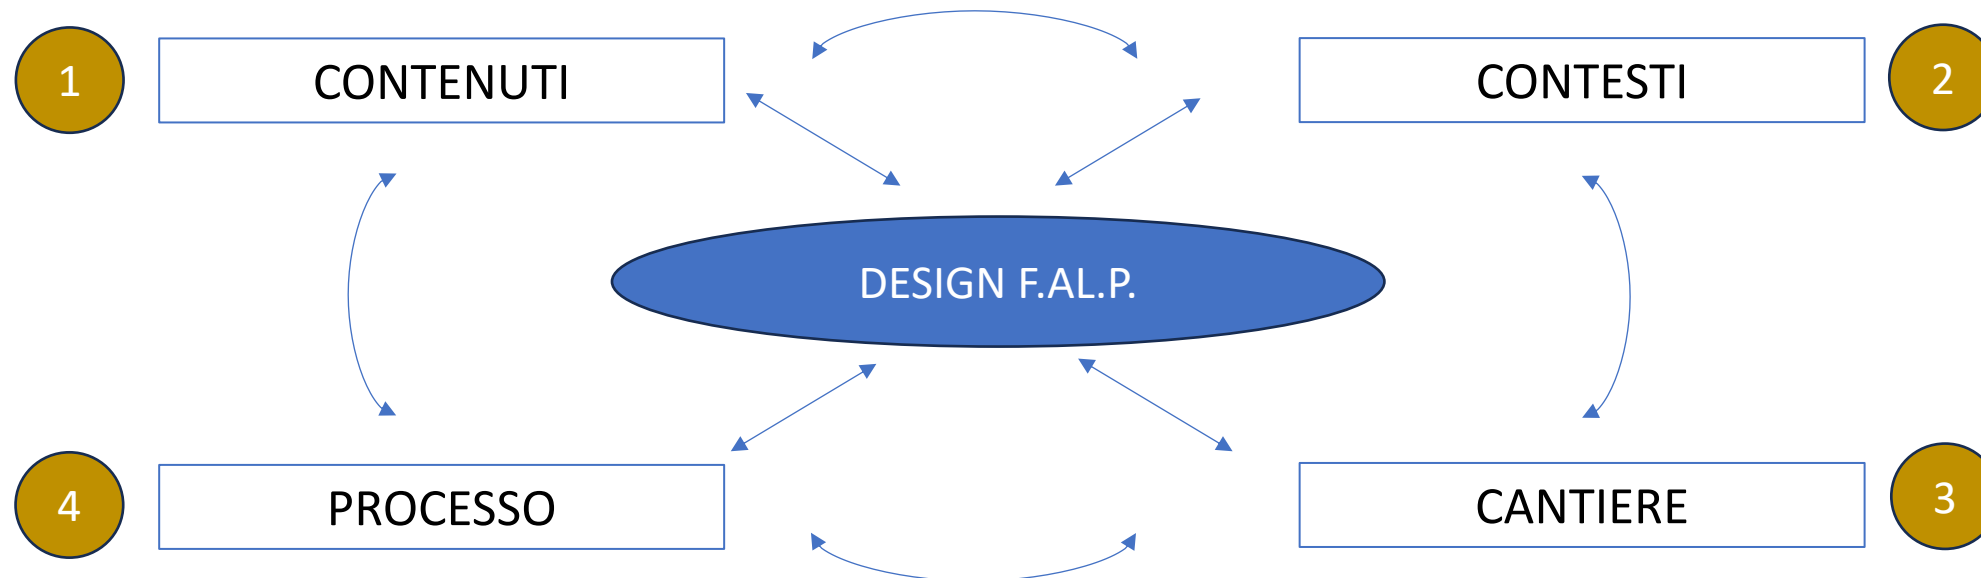 1
CONTENUTI
CONTESTI
2
DESIGN F.AL.P.
4
PROCESSO
CANTIERE
3